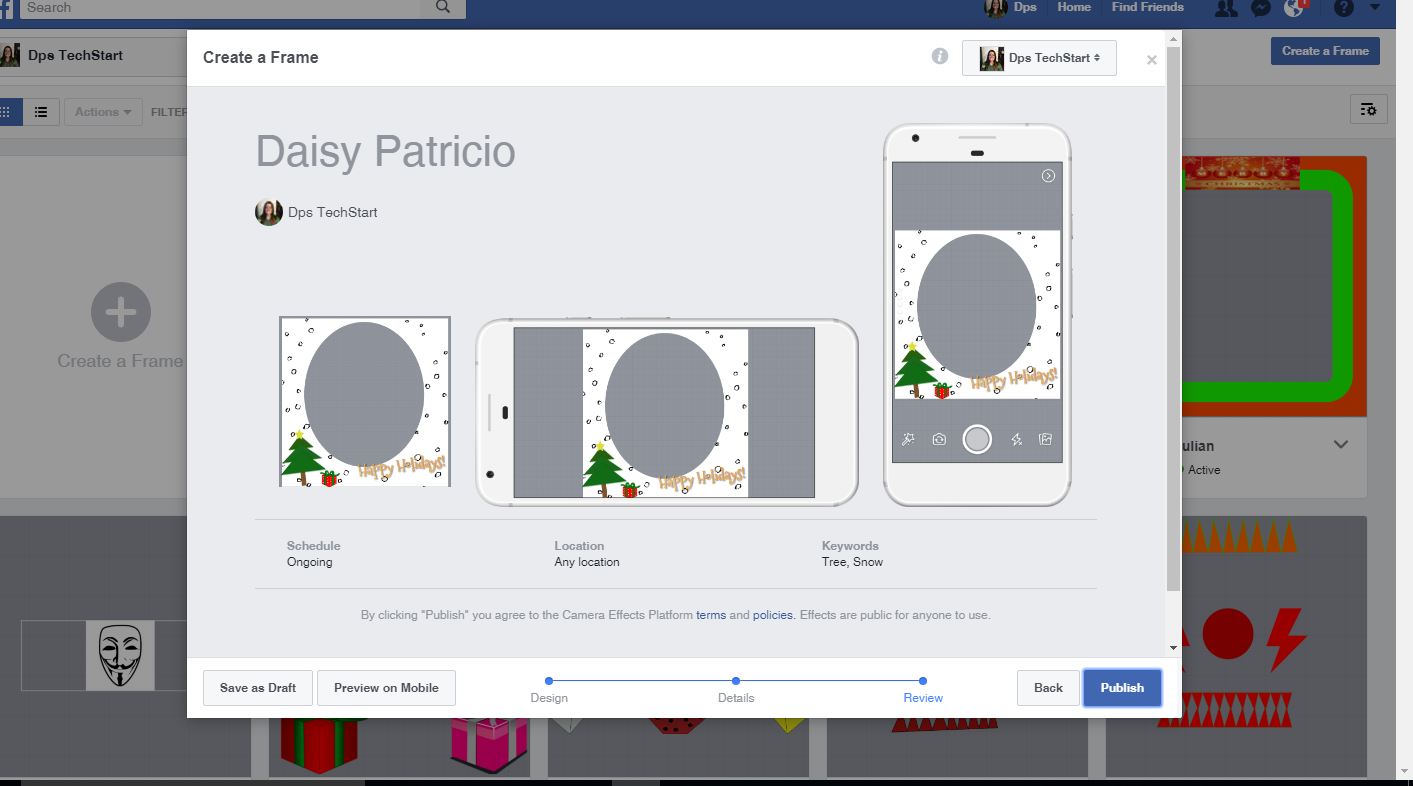 Search
Dps
Home
Find Friends
1
?
Dps TechStart
Create a Frame
Actions
FILTER
Create a Frame
i
Dps TechStart
×
Daisy Patricio
Dps TechStart
Happy Holidays!
Happy Holidays!
Happy Holidays!
Create a Frame
MERRY
CHRISTMAS
ulian
Active
Schedule
Location
Keywords
Ongoing
Any location
Tree, Snow
By clicking "Publish" you agree to the Camera Effects Platform terms and policies. Effects are public for anyone to use.
Save as Draft
Preview on Mobile
Design
Details
Review
Back
Publish